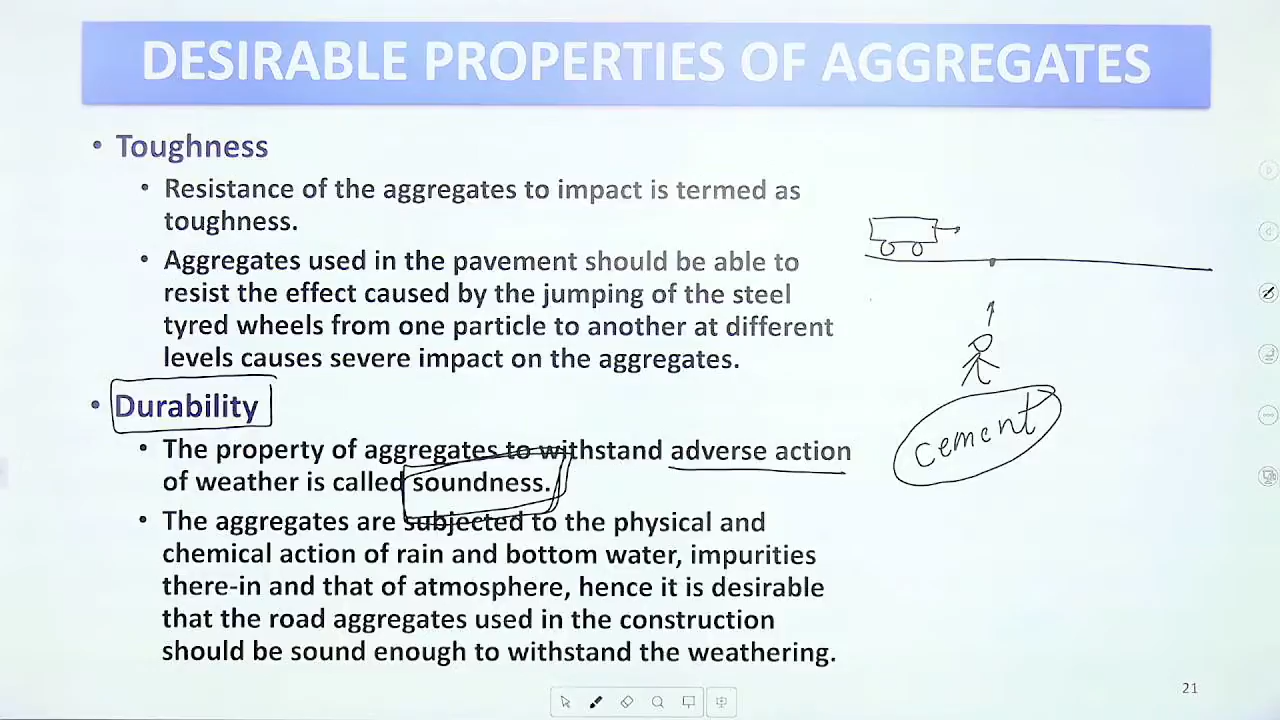 DESIRABLE PROPERTIES OF AGGREGATES
• Toughness
• Resistance of the aggregates to impact is termed as
toughness.
• Aggregates used in the pavement should be able to
resist the effect caused by the jumping of the steel
tyred wheels from one particle to another at different
levels causes severe impact on the aggregates.
• Durability
• The property of aggregates to withstand adverse action
of weather is called soundness.
• The aggregates are subjected to the physical and
chemical action of rain and bottom water, impurities
there-in and that of atmosphere, hence it is desirable
that the road aggregates used in the construction
should be sound enough to withstand the weathering.
cement
21